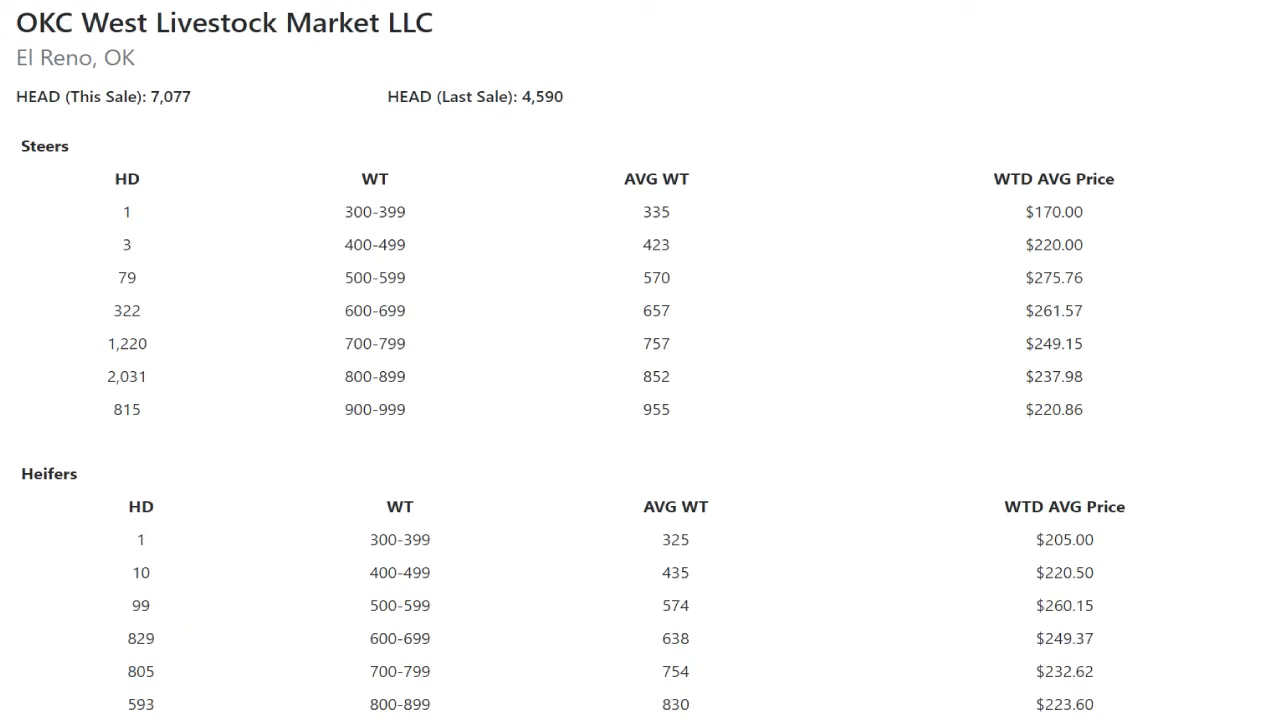 OKC West Livestock Market LLC
El Reno, OK
HEAD (This Sale): 7,077 HEAD (Last Sale): 4,590
Steers
HD WT AVG WT WTD AVG Price
1 300-399 335 $170.00
3 400-499 423 $220.00
79 500-599 570 $275.76
322 600-699 657 $261.57
1,220 700-799 757 $249.15
2,031 800-899 852 $237.98
815 900-999 955 $220.86
Heifers
HD WT AVG WT WTD AVG Price
1 300-399 325 $205.00
10 400-499 435 $220.50
99 500-599 574 $260.15
829 600-699 638 $249.37
805 700-799 754 $232.62
593 800-899 830 $223.60